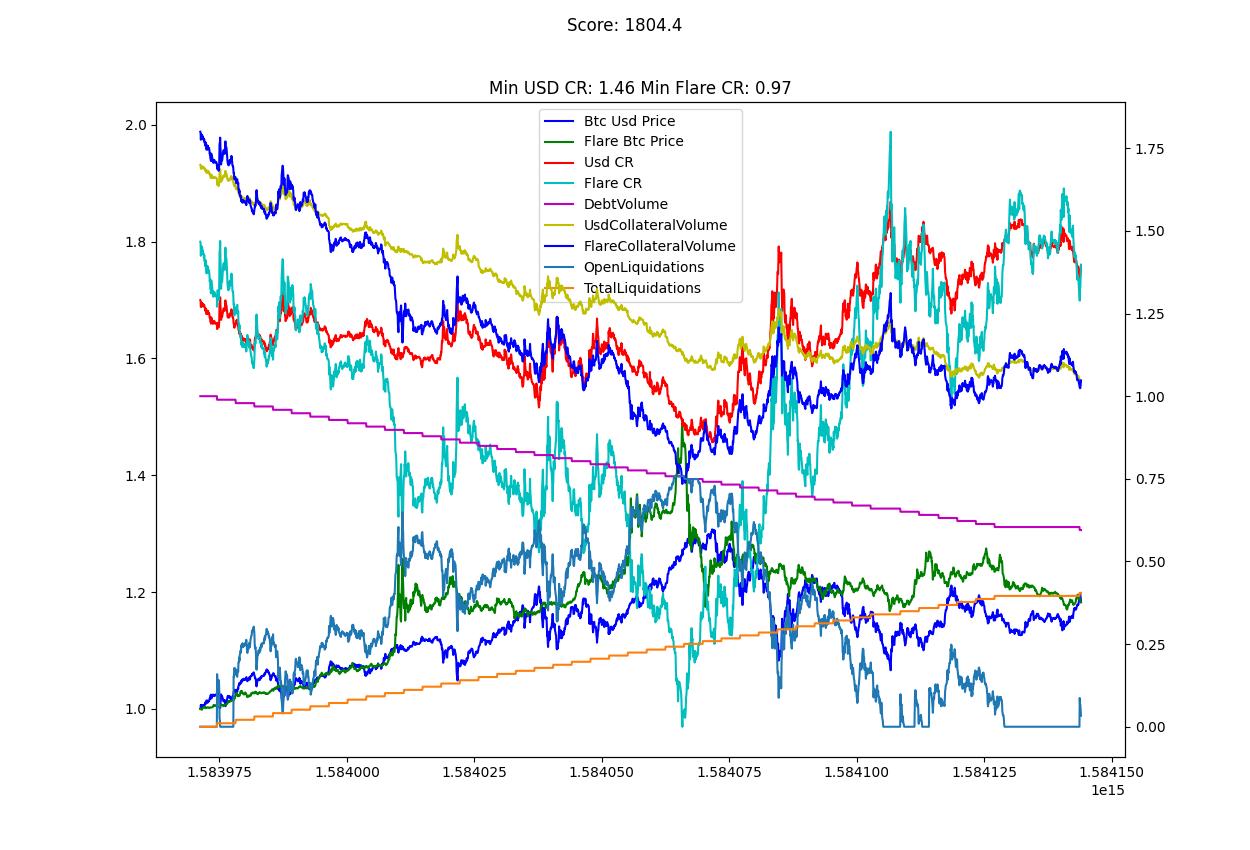 Score: 1804.4
Min USD CR: 1.46 Min Flare CR: 0.97
Btc Usd Price
Flare Btc Price
Usd CR
Flare CR
DebtVolume
UsdCollateralVolume
FlareCollateralVolume
OpenLiquidations
TotalLiquidations
2.0
1.8
1.6
1.4
1.2
1.0
1.75
1.50
1.25
1.00
0.75
0.50
0.25
0.00
1.583975 1.584000 1.584025 1.584050 1.584075 1.584100 1.584125 1.584150
1e15